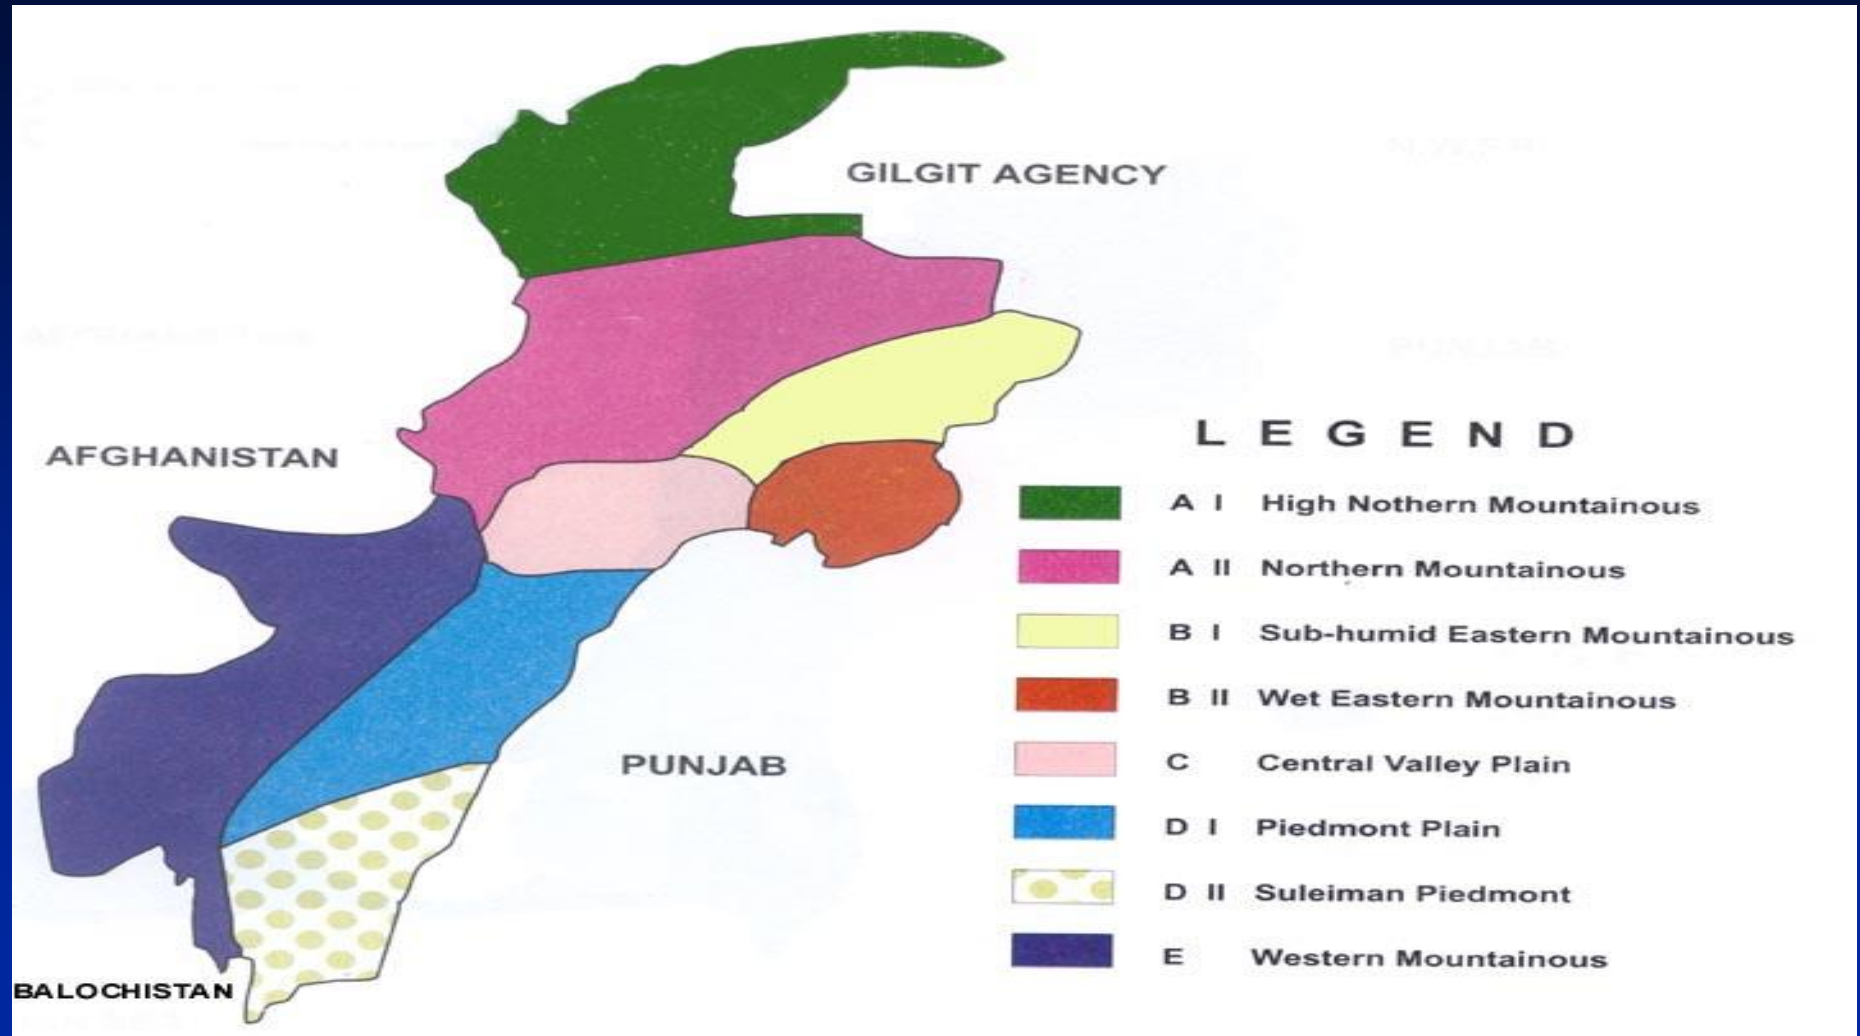 GILGIT AGENCY
AFGHANISTAN
PUNJAB
BALOCHISTAN
LEGEND
A I High Nothern Mountainous
A II Northern Mountainous
B I Sub-humid Eastern Mountainous
B II Wet Eastern Mountainous
C Central Valley Plain
D I Piedmont Plain
D II Suleiman Piedmont
E Western Mountainous